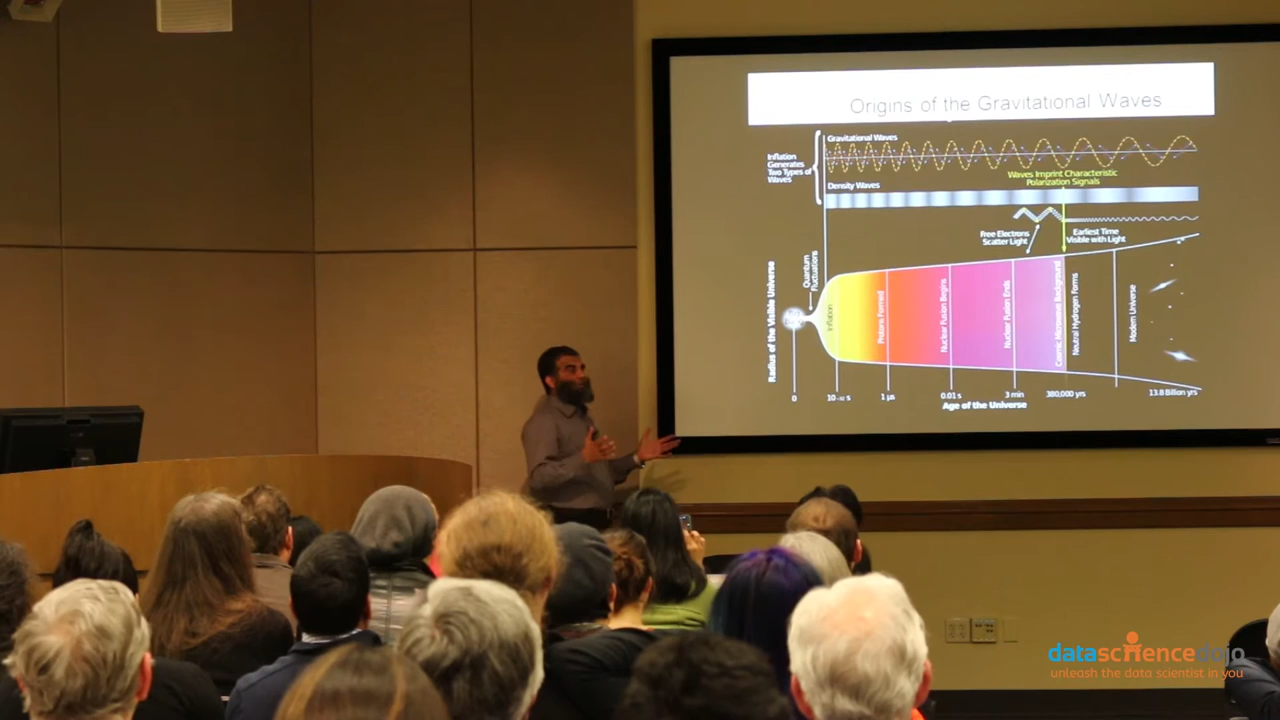 Origins of the Gravitational Waves
Gravitational Waves
Inflation
Generates
Two Types of
Waves
Waves Imprint Characteristic
Polarization Signals
Density Waves
Free Electrons
Scatter Light
Earliest Time
Visible with Light
Radius of the Visible Universe
Quantum
Fluctuations
Inflation
Protons Formed
Nuclear Fusion Begins
Nuclear Fusion Ends
Cosmic Microwave Background
Neutral Hydrogen Forms
Modern Universe
0
10-32 s
1 µs
0.01 s
3 min
380,000 yrs
13.8 Billion yrs
Age of the Universe
datasciencedojo
unleash the data scientist in you